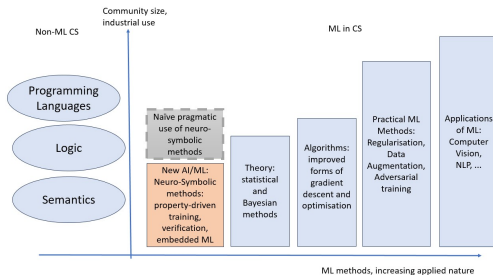 Community size,
industrial use
Non-ML CS
ML in CS
Programming
Languages
Logic
Semantics
Naïve pragmatic
use of neuro-
symbolic
methods
New AI/ML:
Neuro-Symbolic
methods:
property-driven
training,
verification,
embedded ML
Theory:
statistical
and
Bayesian
methods
Algorithms:
improved
forms of
gradient
descent and
optimisation
Practical ML
Methods:
Regularisation,
Data
Augmentation,
Adversarial
training
Applications
of ML:
Computer
Vision,
NLP, ...
ML methods, increasing applied nature